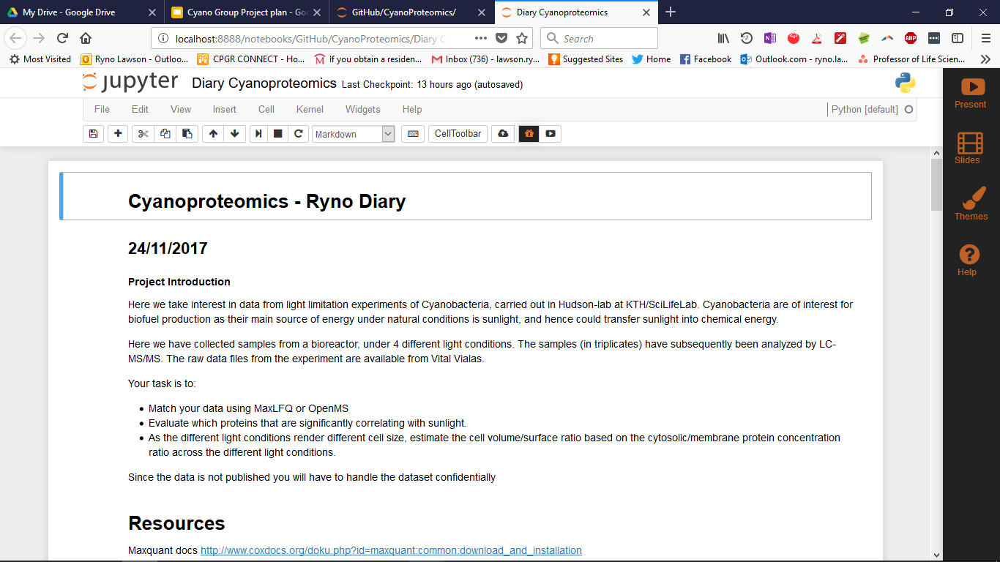 My Drive - Google Drive
Cyano Group Project plan - Goo
GitHub/CyanoProteomics/
Diary Cyanoproteomics
localhost:8888/notebooks/GitHub/CyanoProteomics/Diary C
Search
ABP
Most Visited
Ryno Lawson - Outloo...
CPGR CONNECT - Ho...
If you obtain a residen...
Inbox (736) - lawson.ry...
Suggested Sites
Home
Facebook
Outlook.com - ryno.la...
Professor of Life Scien...
jupyter
Diary Cyanoproteomics Last Checkpoint: 13 hours ago (autosaved)
File
Edit
View
Insert
Cell
Kernel
Widgets
Help
Python [default]
Markdown
CellToolbar
Present
Slides
Themes
Help
Cyanoproteomics - Ryno Diary
24/11/2017
Project Introduction
Here we take interest in data from light limitation experiments of Cyanobacteria, carried out in Hudson-lab at KTH/SciLifeLab. Cyanobacteria are of interest for
biofuel production as their main source of energy under natural conditions is sunlight, and hence could transfer sunlight into chemical energy.
Here we have collected samples from a bioreactor, under 4 different light conditions. The samples (in triplicates) have subsequently been analyzed by LC-
MS/MS. The raw data files from the experiment are available from Vital Vialas.
Your task is to:
• Match your data using MaxLFQ or OpenMS
• Evaluate which proteins that are significantly correlating with sunlight.
• As the different light conditions render different cell size, estimate the cell volume/surface ratio based on the cytosolic/membrane protein concentration
ratio across the different light conditions.
Since the data is not published you will have to handle the dataset confidentially
Resources
Maxquant docs http://www.coxdocs.org/doku.php?id=maxquant:common:download_and_installation